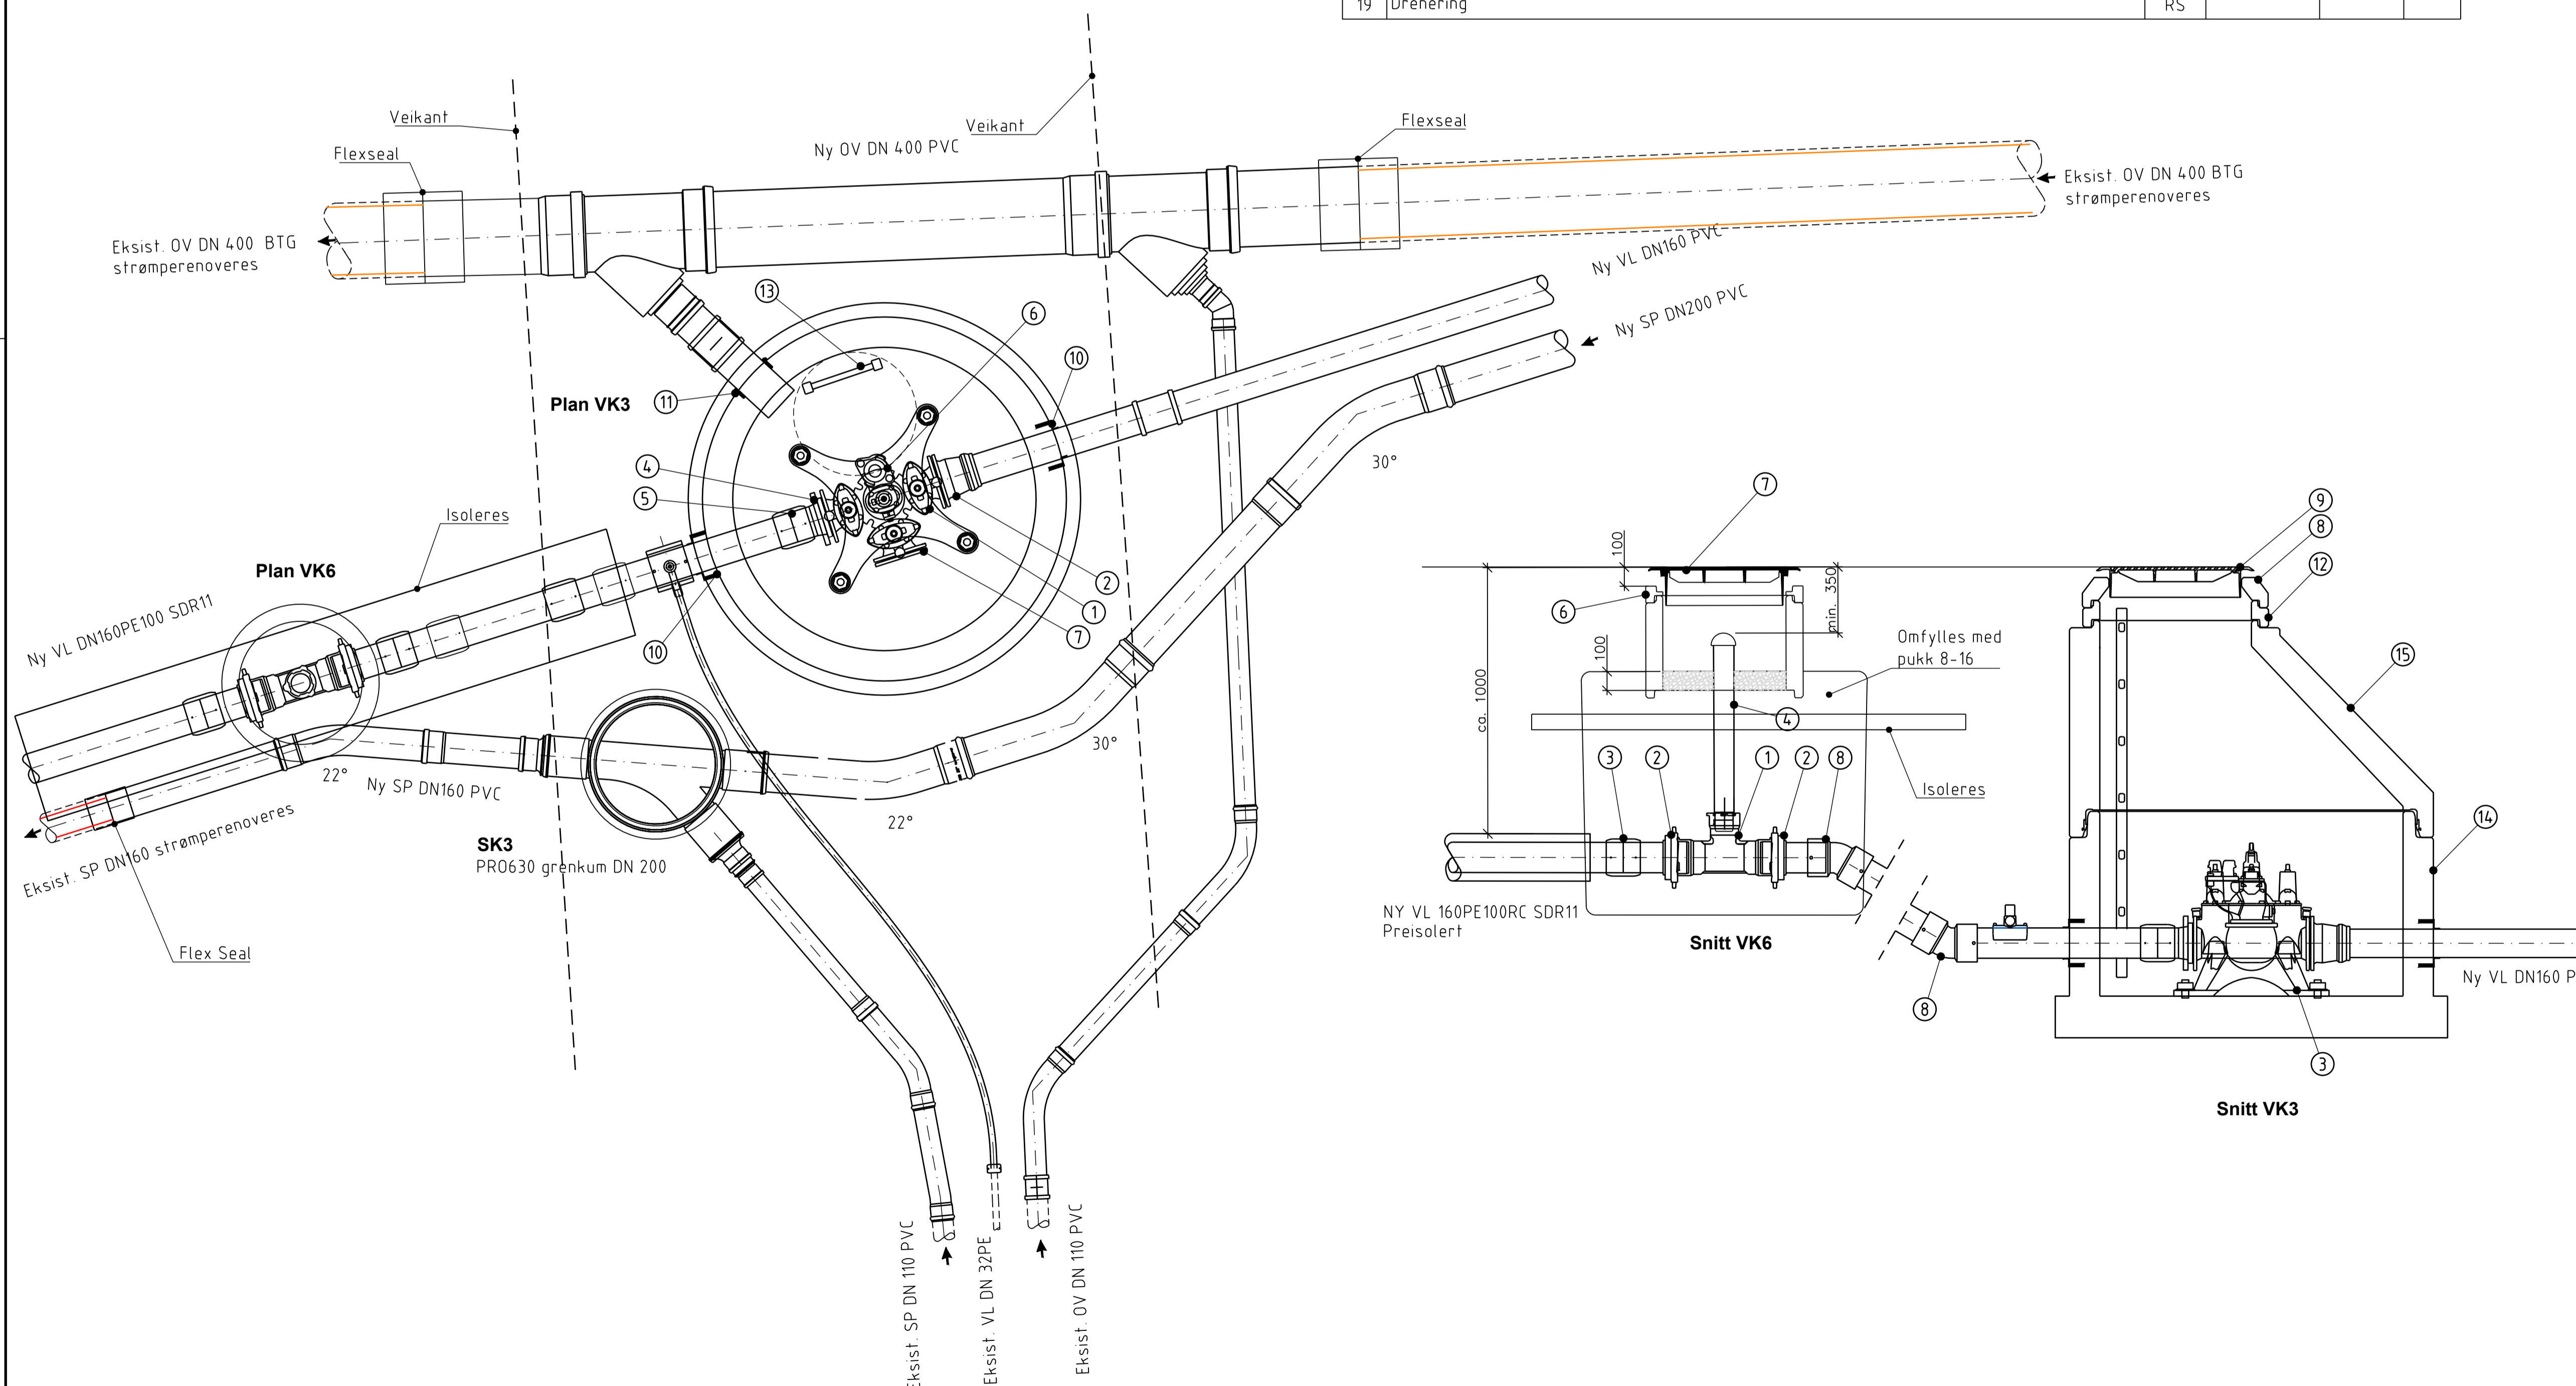 19 Drenering RS
Veikant
Flexseal
Ny OV DN 400 PVC
Veikant
Flexseal
Eksist. OV DN 400 BTG
strømperenoveres
Eksist. OV DN 400 BTG
strømperenoveres
Ny VL DN160 PVC
Ny SP DN200 PVC
13
6
10
Plan VK3
11
4
5
30°
Isoleres
Plan VK6
2
1
7
10
Ny VL DN160PE100 SDR11
30°
22°
Ny SP DN160 PVC
22°
SK3
PRO630 grenkum DN 200
Eksist. SP DN160 strømperenoveres
Flex Seal
Eksist. SP DN 110 PVC
Eksist. VL DN 32PE
Eksist. OV DN 110 PVC
7
100
min. 350
6
100
ca. 1000
Omfylles med
pukk 8-16
4
3
2
1
2
8
Isoleres
NY VL 160PE100RC SDR11
Preisolert
Snitt VK6
9
8
12
15
14
8
Ny VL DN160 P
3
Snitt VK3